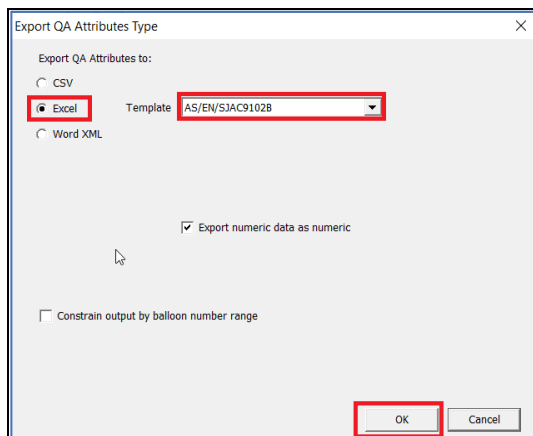 Export QA Attributes Type
Export QA Attributes to:
CSV
Excel Template AS/EN/SJAC9102B
Word XML
Export numeric data as numeric
Constrain output by balloon number range
OK Cancel